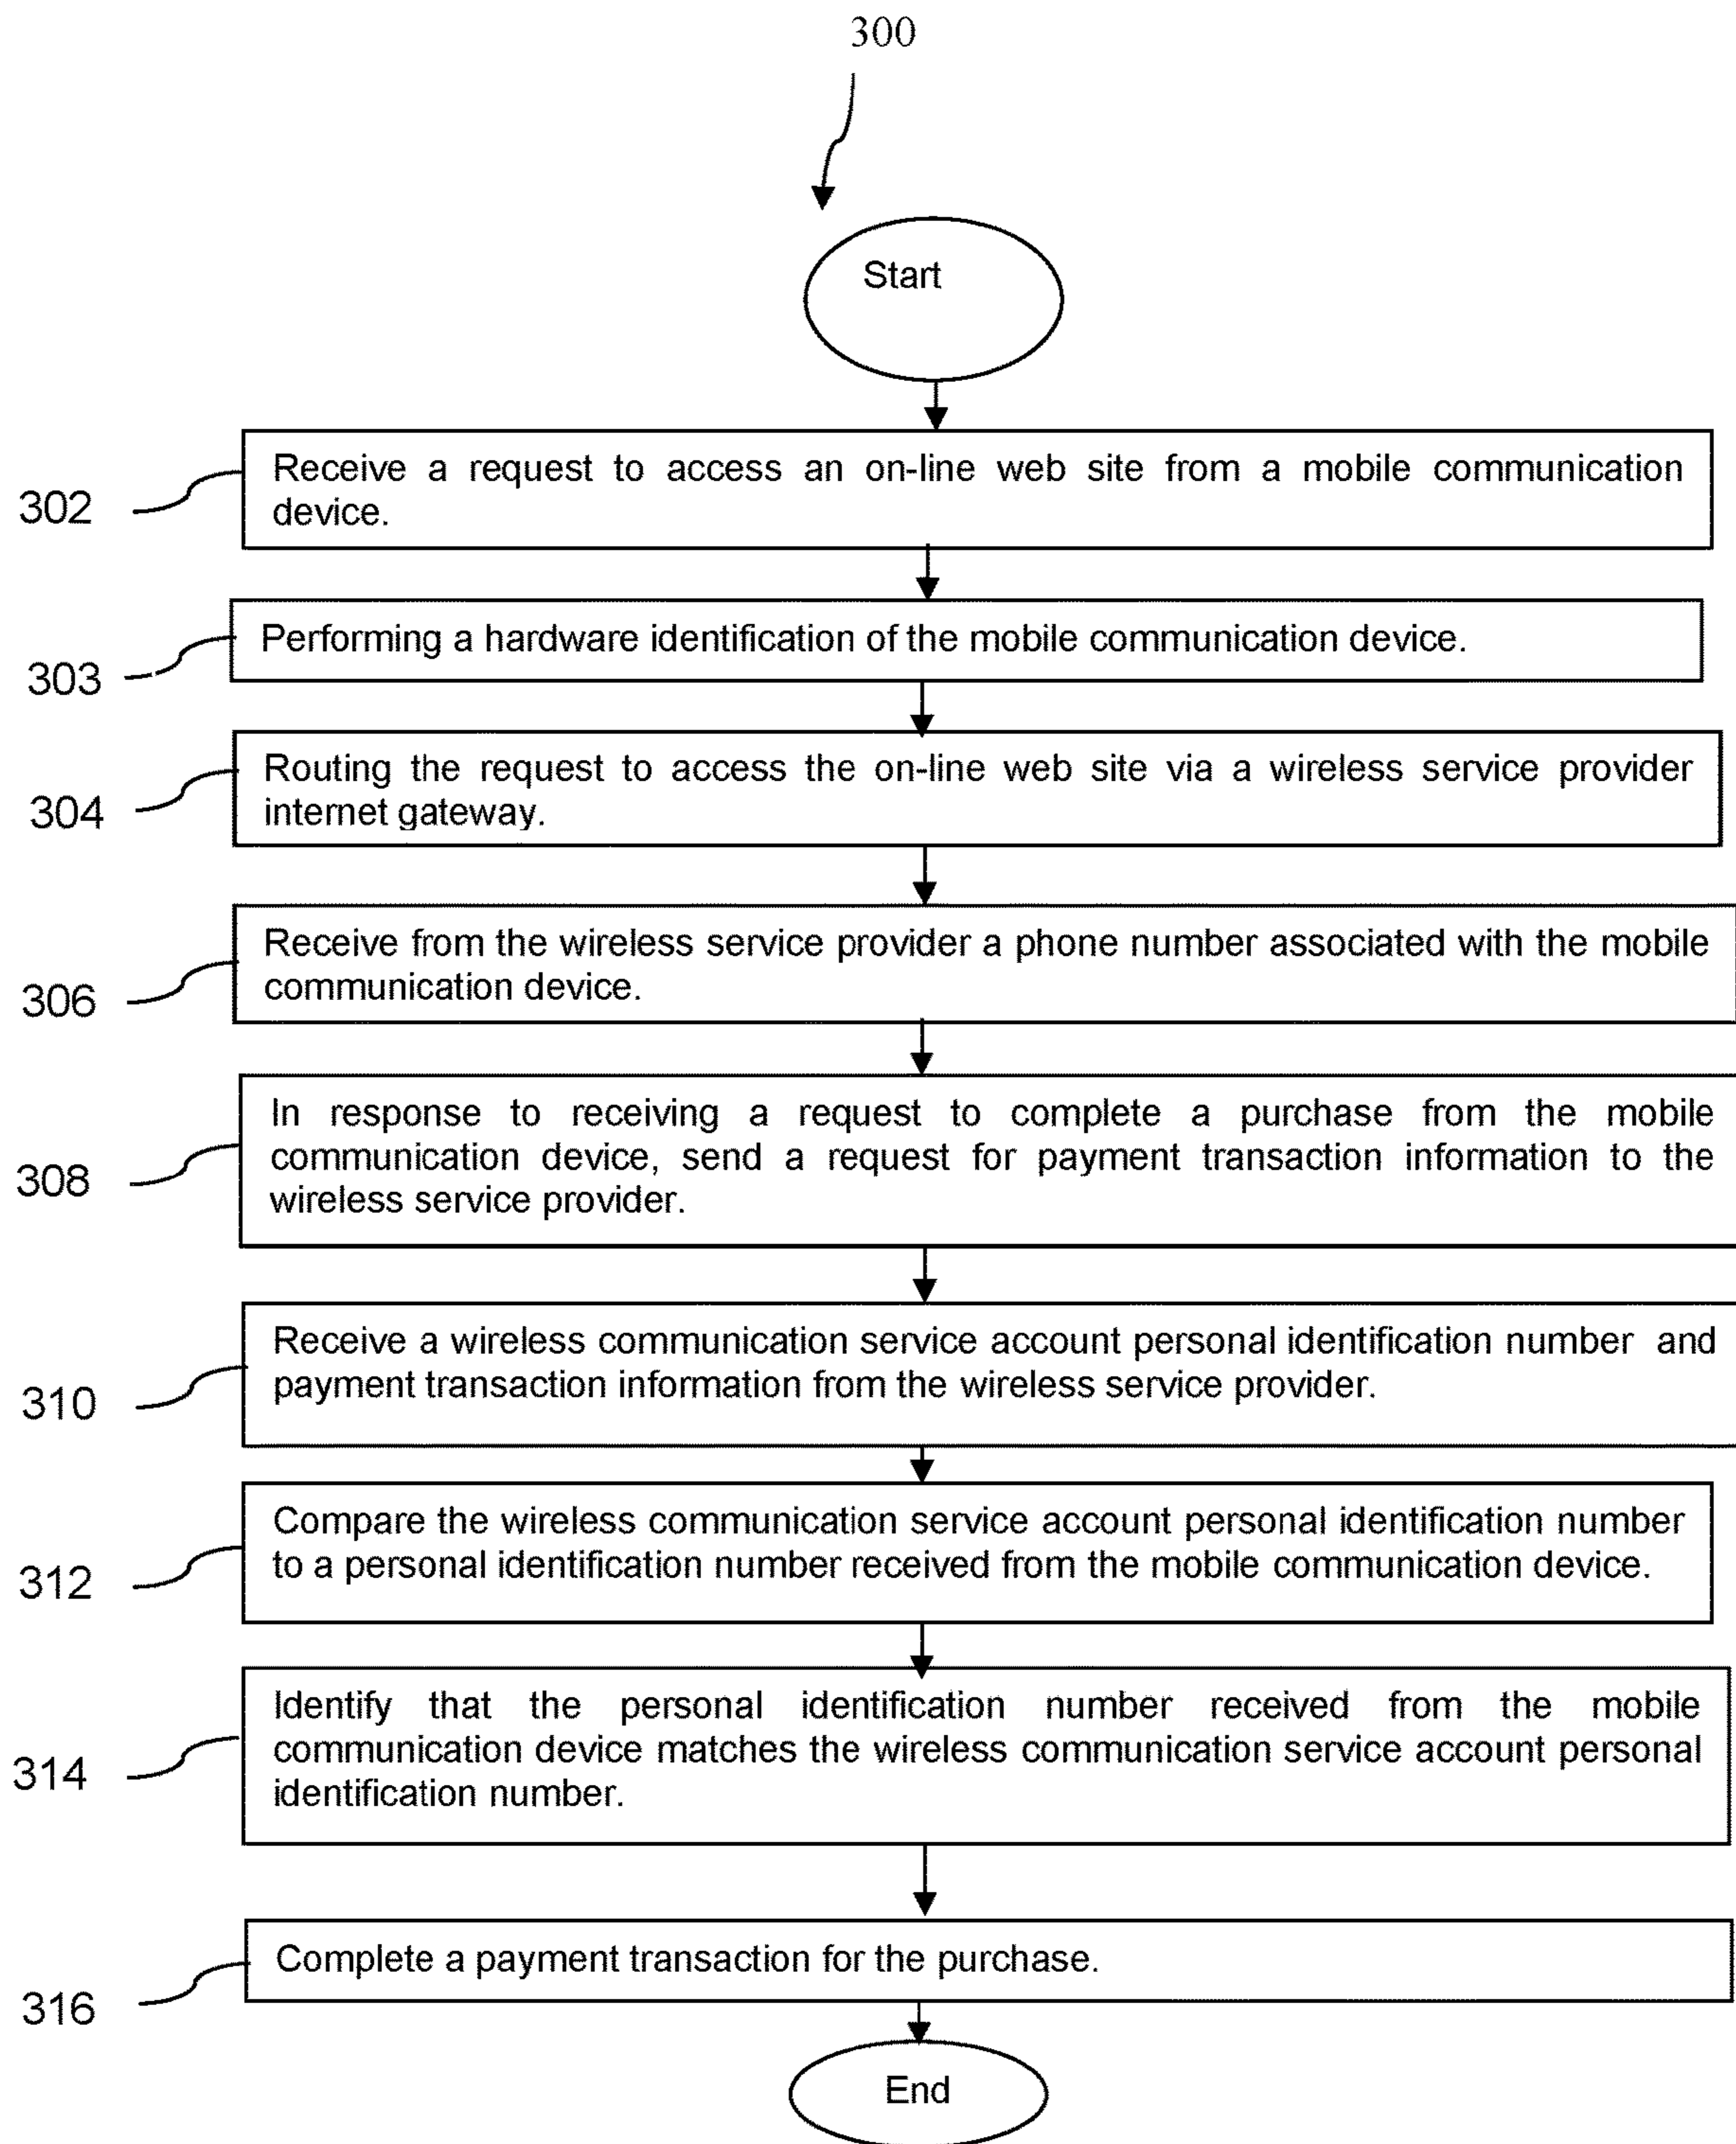 300
Start
302
Receive a request to access an on-line web site from a mobile communication
device.
303
Performing a hardware identification of the mobile communication device.
304
Routing the request to access the on-line web site via a wireless service provider
internet gateway.
306
Receive from the wireless service provider a phone number associated with the mobile
communication device.
308
In response to receiving a request to complete a purchase from the mobile
communication device, send a request for payment transaction information to the
wireless service provider.
310
Receive a wireless communication service account personal identification number and
payment transaction information from the wireless service provider.
312
Compare the wireless communication service account personal identification number
to a personal identification number received from the mobile communication device.
314
Identify that the personal identification number received from the mobile
communication device matches the wireless communication service account personal
identification number.
316
Complete a payment transaction for the purchase.
End